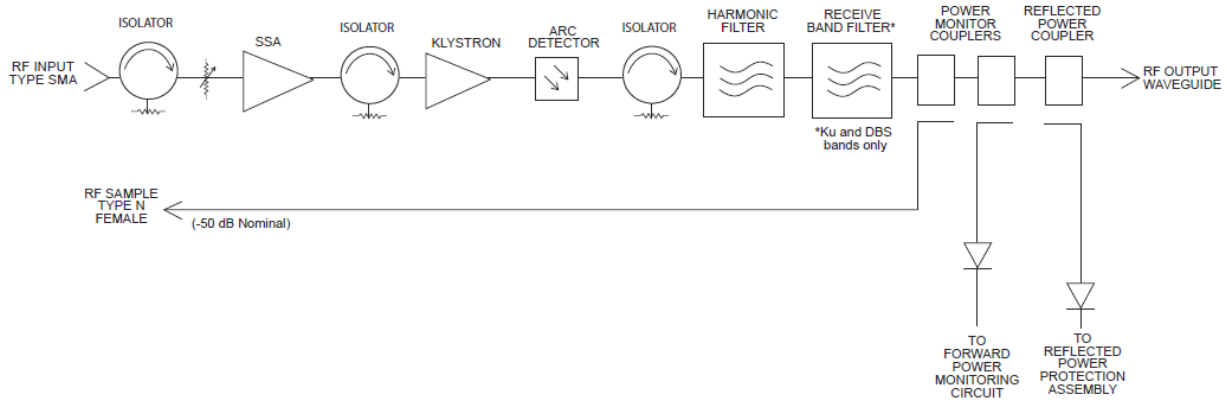 ISOLATOR
SSA
ISOLATOR
KLYSTRON
ARC
DETECTOR
ISOLATOR
HARMONIC
FILTER
RECEIVE
BAND FILTER*
POWER
MONITOR
COUPLERS
REFLECTED
POWER
COUPLER
RF INPUT
TYPE SMA
RF OUTPUT
WAVEGUIDE
*Ku and DBS
bands only
RF SAMPLE
TYPE N
FEMALE
(-50 dB Nominal)
TO
FORWARD
POWER
MONITORING
CIRCUIT
TO
REFLECTED
POWER
PROTECTION
ASSEMBLY